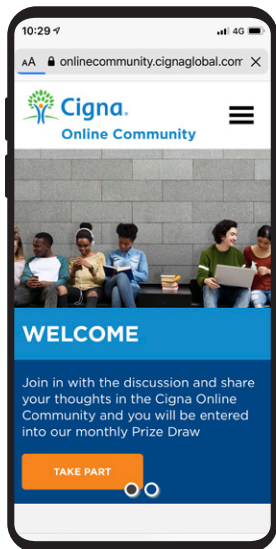 10:29
4G
AA onlinecommunity.cignaglobal.com
Cigna.
Online Community
WELCOME
Join in with the discussion and share
your thoughts in the Cigna Online
Community and you will be entered
into our monthly Prize Draw
TAKE PART